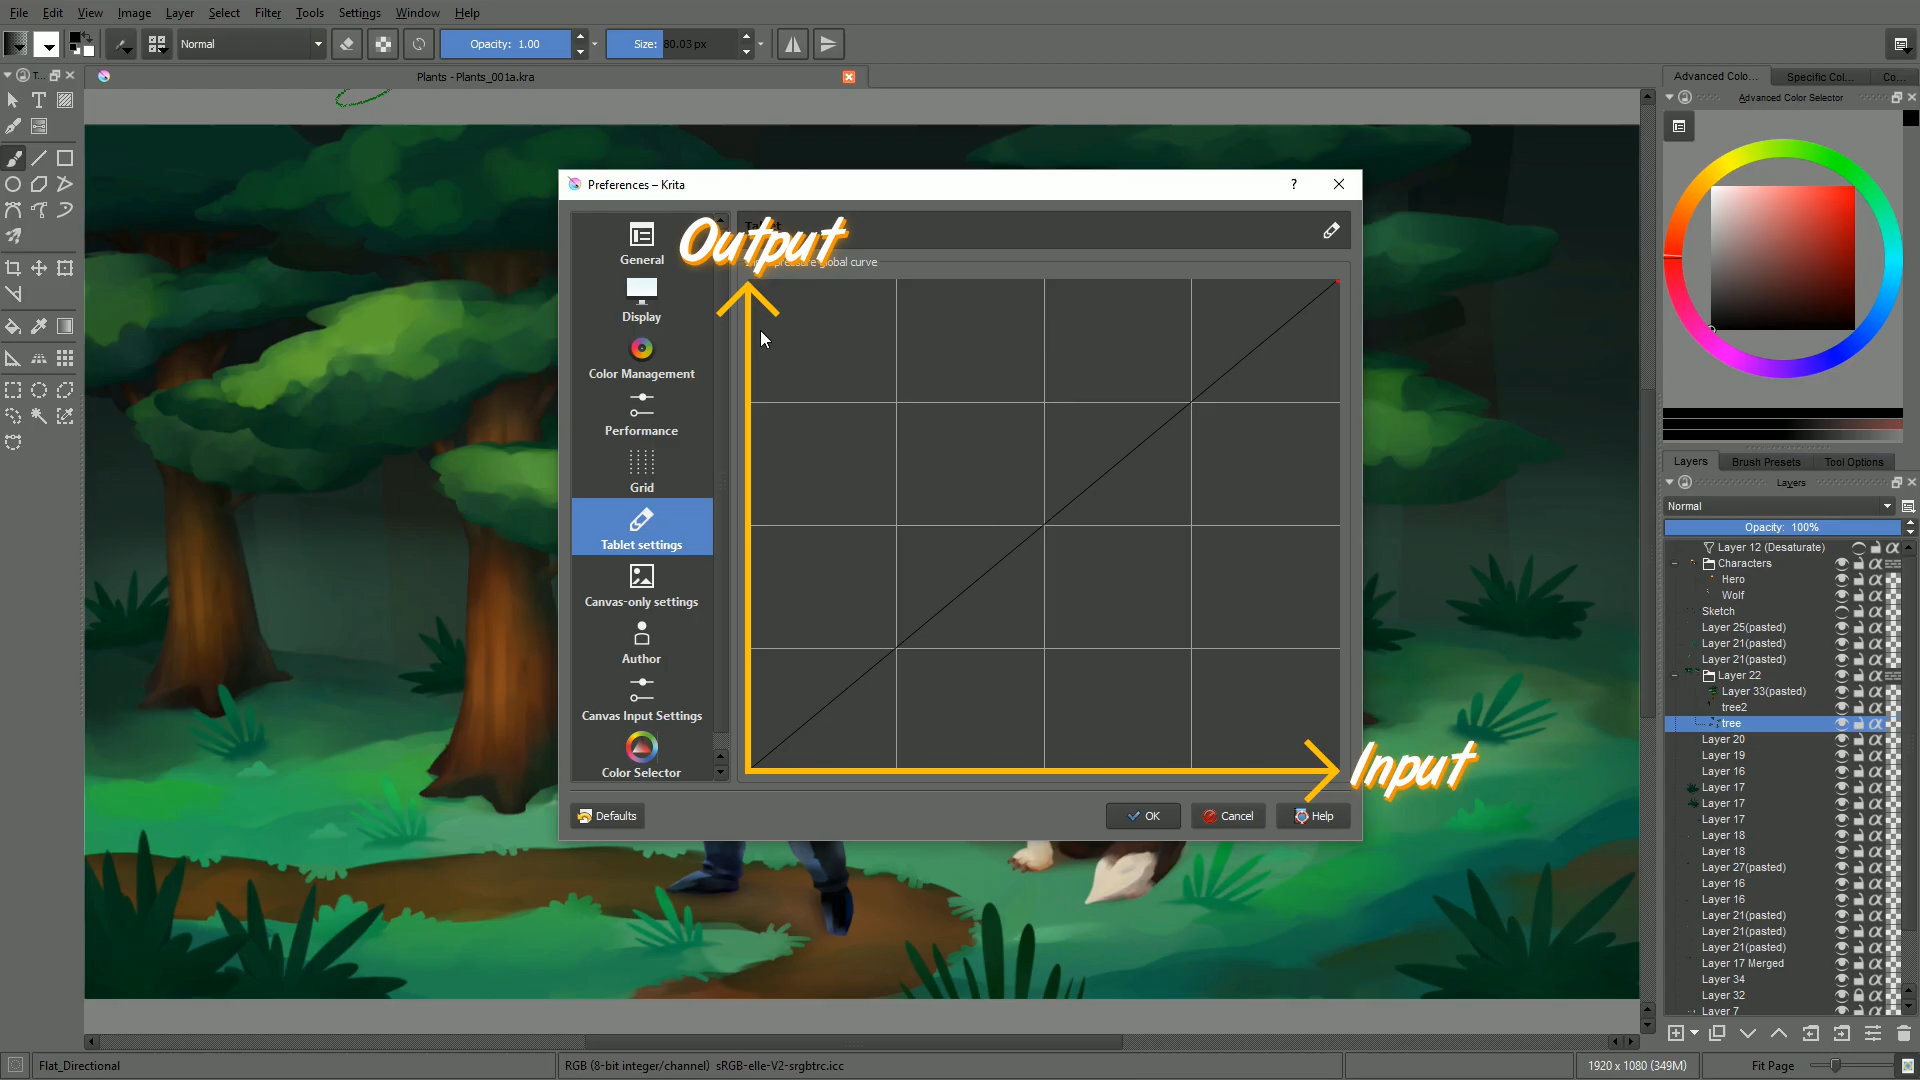 File Edit View Image Layer Select Filter Tools Settings Window Help
Normal Opacity: 1.00 Size: 80.03 px
T... Plants - Plants_001a.kra Advanced Colo... Specific Col... Co...
Advanced Color Selector
Preferences – Krita ?
Output
global curve
Input
General
Display
Color Management
Performance
Grid
Tablet settings
Canvas-only settings
Author
Canvas Input Settings
Color Selector
Defaults OK Cancel Help
Layers Brush Presets Tool Options
Layers
Normal
Opacity: 100%
Layer 12 (Desaturate)
Characters
Hero
Wolf
Sketch
Layer 25(pasted)
Layer 21(pasted)
Layer 21(pasted)
Layer 22
Layer 33(pasted)
tree2
tree
Layer 20
Layer 19
Layer 16
Layer 17
Layer 17
Layer 17
Layer 18
Layer 18
Layer 27(pasted)
Layer 16
Layer 16
Layer 21(pasted)
Layer 21(pasted)
Layer 21(pasted)
Layer 17 Merged
Layer 34
Layer 32
Layer 7
Flat_Directional RGB (8-bit integer/channel) sRGB-elle-V2-srgbtrc.icc 1920 x 1080 (349M) Fit Page